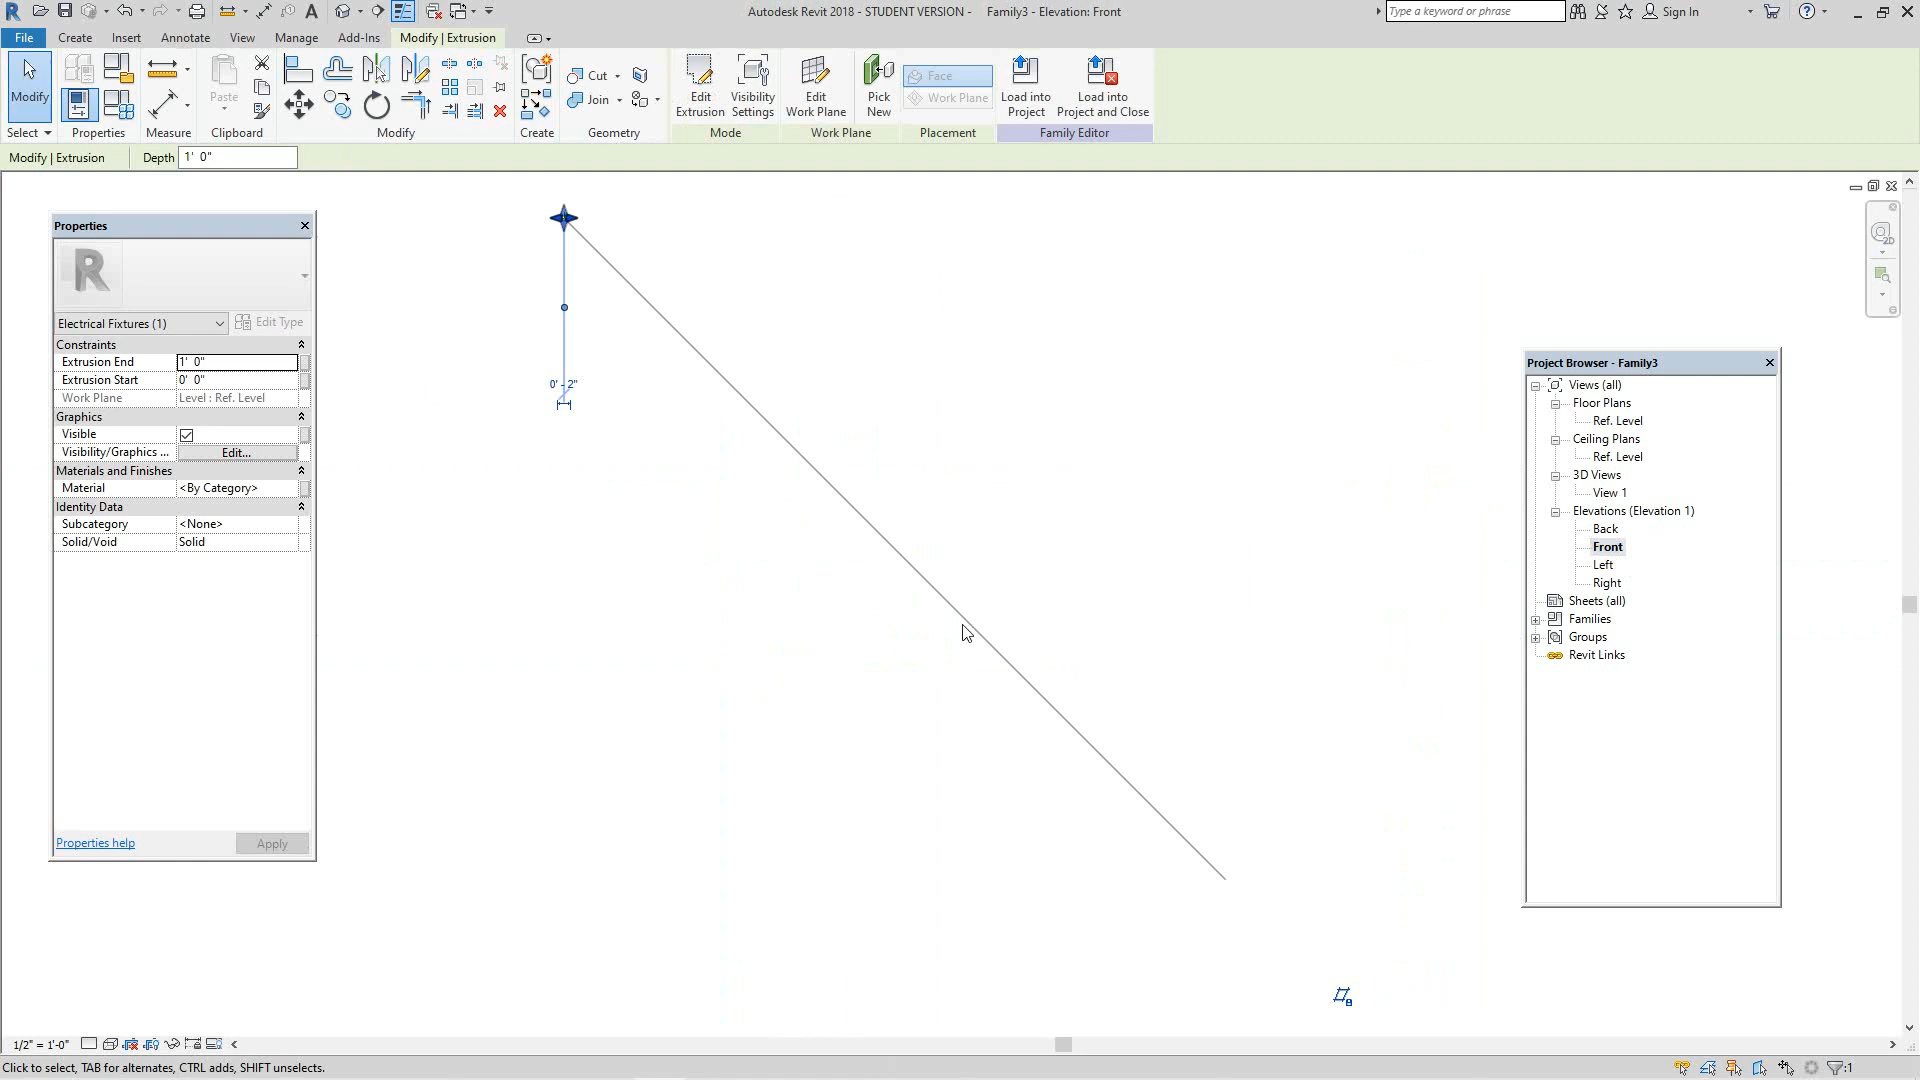 Autodesk Revit 2018 - STUDENT VERSION - Family3 - Elevation: Front
Type a keyword or phrase
Sign In
File Create Insert Annotate View Manage Add-Ins Modify | Extrusion
Modify
Paste
Cut
Join
Edit Extrusion
Visibility Settings
Edit Work Plane
Pick New
Face
Work Plane
Load into Project
Load into Project and Close
Select Properties Measure Clipboard Modify Create Geometry Mode Work Plane Placement Family Editor
Modify | Extrusion Depth 1' 0"
Properties
R
Electrical Fixtures (1) Edit Type
Constraints
Extrusion End 1' 0"
Extrusion Start 0' 0"
Work Plane Level : Ref. Level
Graphics
Visible
Visibility/Graphics ... Edit...
Materials and Finishes
Material <By Category>
Identity Data
Subcategory <None>
Solid/Void Solid
Properties help Apply
0' - 2"
2D
Project Browser - Family3
Views (all)
Floor Plans
Ref. Level
Ceiling Plans
Ref. Level
3D Views
View 1
Elevations (Elevation 1)
Back
Front
Left
Right
Sheets (all)
Families
Groups
Revit Links
1/2" = 1'-0"
Click to select, TAB for alternates, CTRL adds, SHIFT unselects.
:1